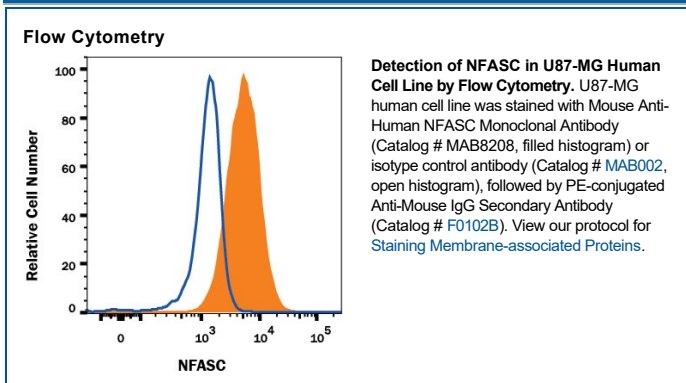 Flow Cytometry
100
80
60
40
20
0
Relative Cell Number
0
10³
10⁴
10⁵
NFASC
Detection of NFASC in U87-MG Human
Cell Line by Flow Cytometry. U87-MG
human cell line was stained with Mouse Anti-
Human NFASC Monoclonal Antibody
(Catalog # MAB8208, filled histogram) or
isotype control antibody (Catalog # MAB002,
open histogram), followed by PE-conjugated
Anti-Mouse IgG Secondary Antibody
(Catalog # F0102B). View our protocol for
Staining Membrane-associated Proteins.